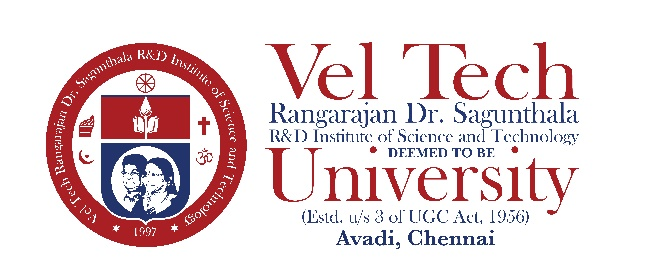 Vel Tech Rangarajan Dr. Sagunthala R&D Institute of Science and Technology
1997
Vel Tech
Rangarajan Dr. Sagunthala
R&D Institute of Science and Technology
DEEMED TO BE
University
(Estd. u/s 3 of UGC Act, 1956)
Avadi, Chennai